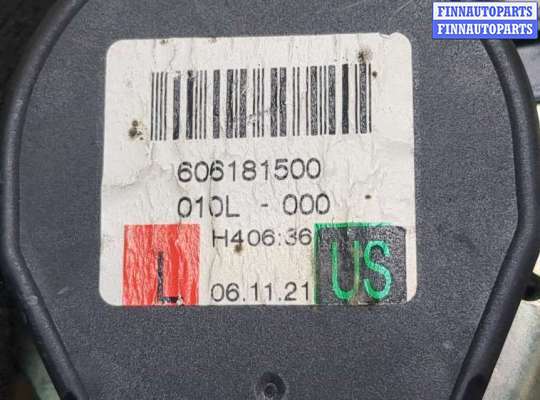 FINNAUTOPARTS
FINNAUTOPARTS
606181500
010L - 000
H406:36
L 06.11.21 US